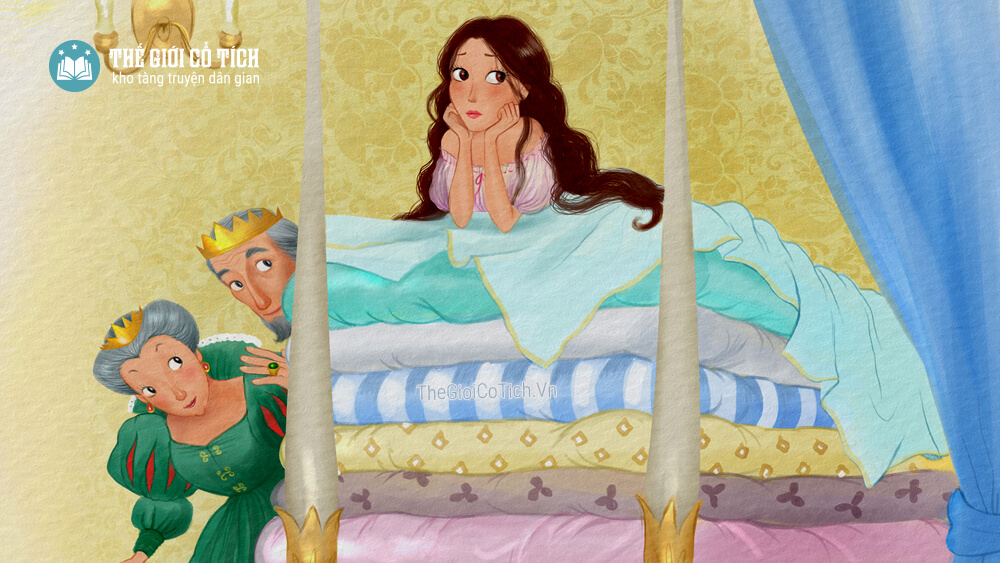 THẾ GIỚI CỔ TÍCH
kho tàng truyện dân gian
TheGioiCoTich.Vn